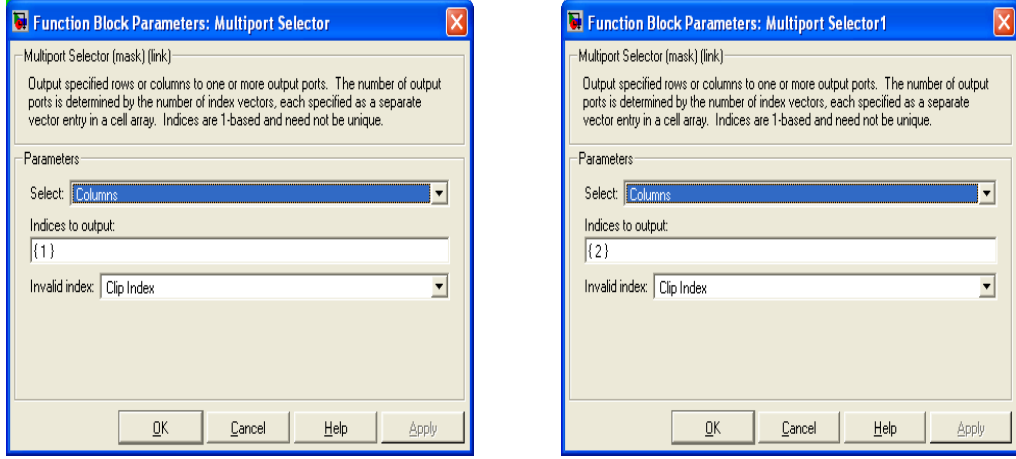 Function Block Parameters: Multiport Selector
Multiport Selector (mask) (link)
Output specified rows or columns to one or more output ports. The number of output
ports is determined by the number of index vectors, each specified as a separate
vector entry in a cell array. Indices are 1-based and need not be unique.
Parameters
Select: Columns
Indices to output:
{ 1 }
Invalid index: Clip Index
OK Cancel Help Apply
Function Block Parameters: Multiport Selector1
Multiport Selector (mask) (link)
Output specified rows or columns to one or more output ports. The number of output
ports is determined by the number of index vectors, each specified as a separate
vector entry in a cell array. Indices are 1-based and need not be unique.
Parameters
Select: Columns
Indices to output:
{ 2 }
Invalid index: Clip Index
OK Cancel Help Apply